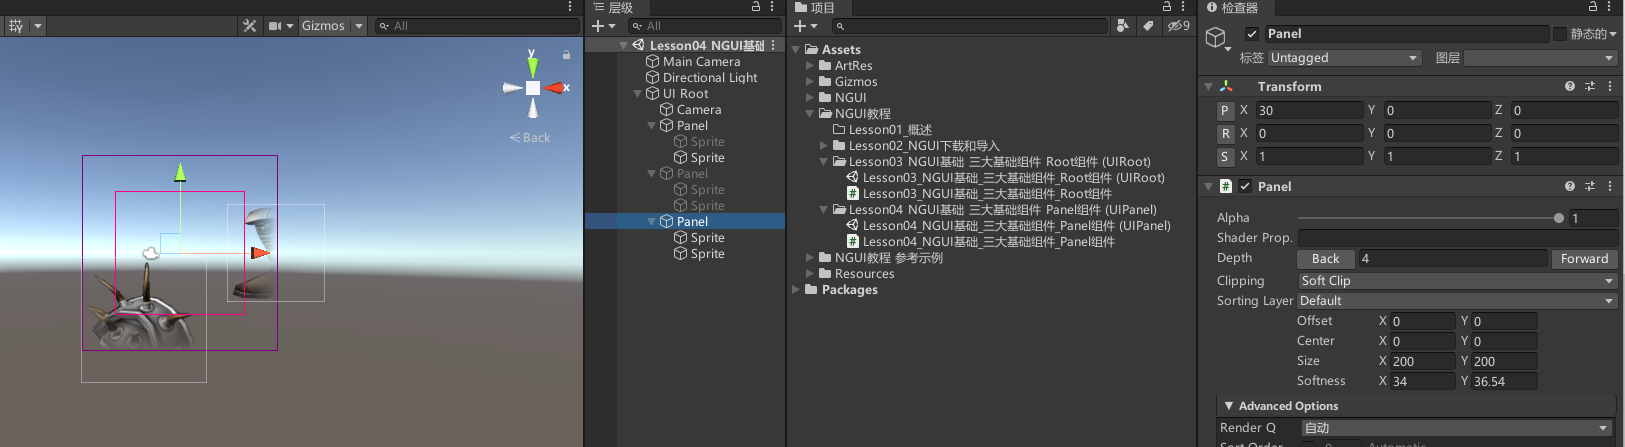 Gizmos
All
y
x
Back
层级
All
Lesson04_NGUI基础
Main Camera
Directional Light
UI Root
Camera
Panel
Sprite
Sprite
Panel
Sprite
Sprite
Panel
Sprite
Sprite
项目
9
Assets
ArtRes
Gizmos
NGUI
NGUI教程
Lesson01_概述
Lesson02_NGUI下载和导入
Lesson03_NGUI基础_三大基础组件_Root组件 (UIRoot)
Lesson03_NGUI基础_三大基础组件_Root组件 (UIRoot)
Lesson03_NGUI基础_三大基础组件_Root组件
Lesson04_NGUI基础_三大基础组件_Panel组件 (UIPanel)
Lesson04_NGUI基础_三大基础组件_Panel组件 (UIPanel)
Lesson04_NGUI基础_三大基础组件_Panel组件
NGUI教程 参考示例
Resources
Packages
检查器
Panel 静态的
标签 Untagged 图层
Transform
P X 30 Y 0 Z 0
R X 0 Y 0 Z 0
S X 1 Y 1 Z 1
# Panel
Alpha 1
Shader Prop.
Depth Back 4 Forward
Clipping Soft Clip
Sorting Layer Default
Offset X 0 Y 0
Center X 0 Y 0
Size X 200 Y 200
Softness X 34 Y 36.54
Advanced Options
Render Q 自动
Sort Order 0 Automatic